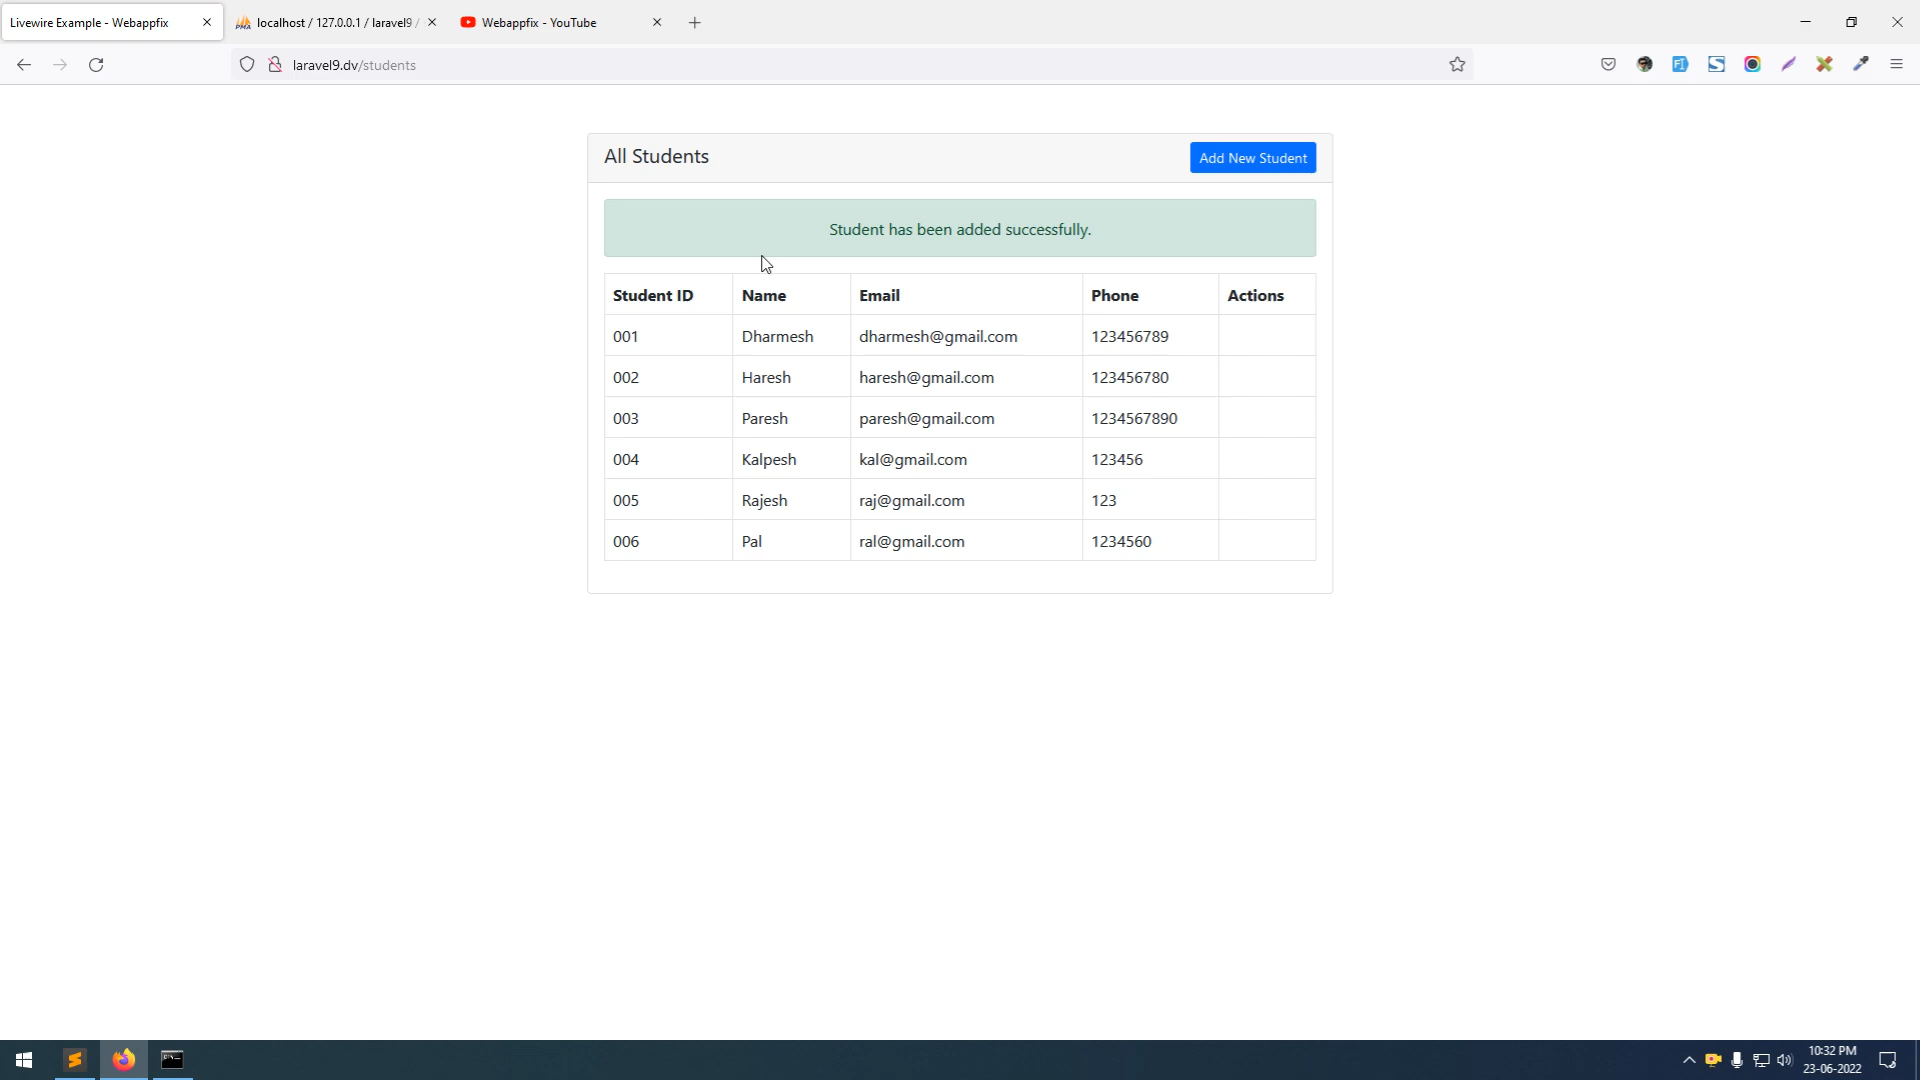 Livewire Example - Webappfix
localhost / 127.0.0.1 / laravel9 /
Webappfix - YouTube
laravel9.dv/students
All Students
Add New Student
Student has been added successfully.
Student ID Name Email Phone Actions
001 Dharmesh dharmesh@gmail.com 123456789
002 Haresh haresh@gmail.com 123456780
003 Paresh paresh@gmail.com 1234567890
004 Kalpesh kal@gmail.com 123456
005 Rajesh raj@gmail.com 123
006 Pal ral@gmail.com 1234560
10:32 PM
23-06-2022